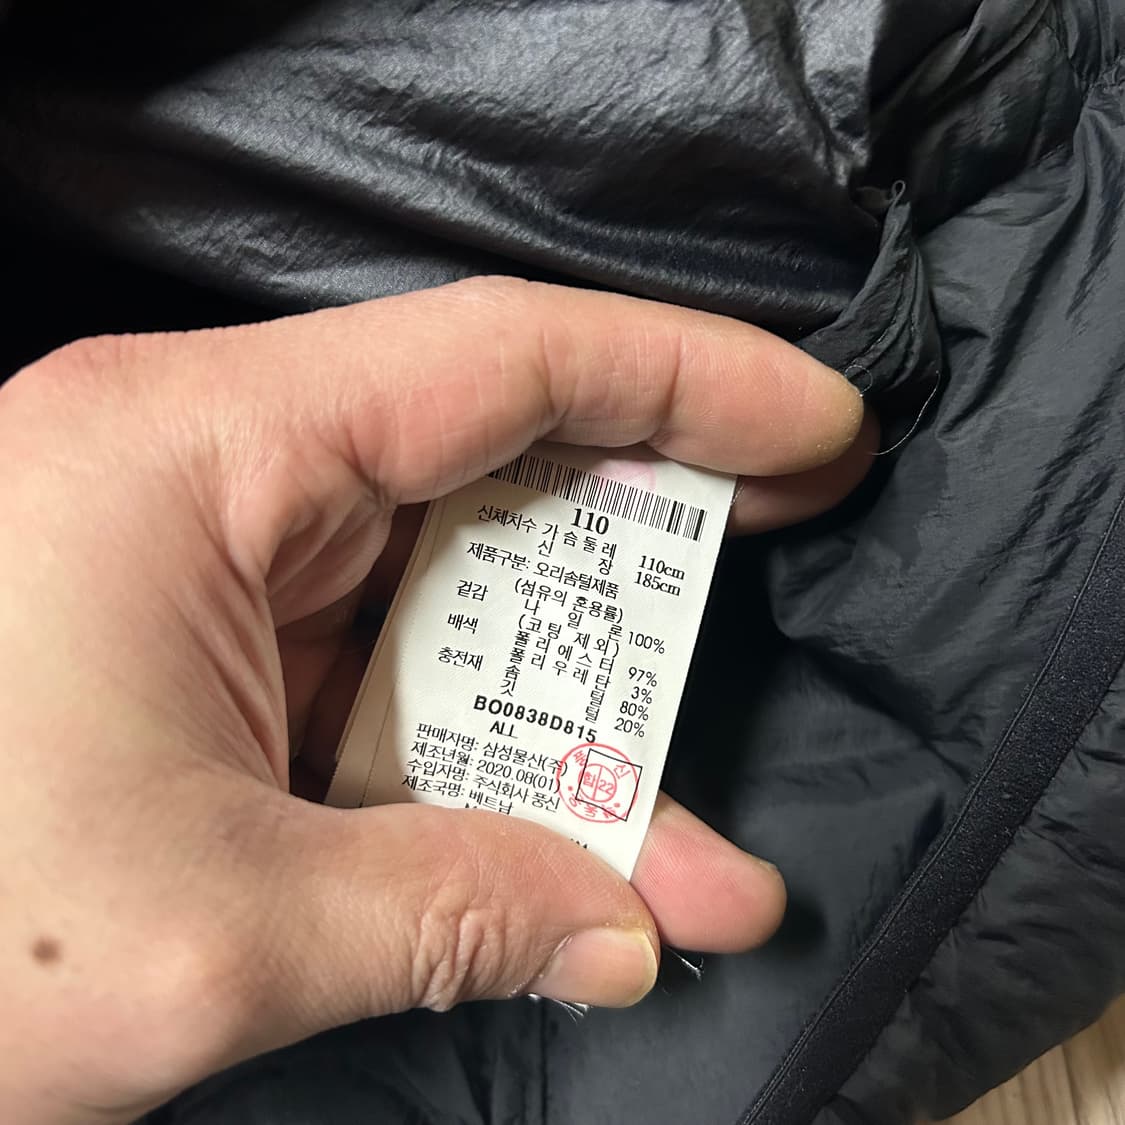 110
신체치수 가슴둘레 110cm
신 장 185cm
제품구분: 오리솜털제품
(섬유의 혼용률)
겉감 나 일 론 100%
(코팅 제외)
배색 폴리에스터 97%
폴리우레탄 3%
충전재 솜 털 80%
깃 털 20%
BO0838D815
ALL
판매자명: 삼성물산(주)
제조년월: 2020.08(01)
수입자명: 주식회사 풍신
제조국명: 베트남
22